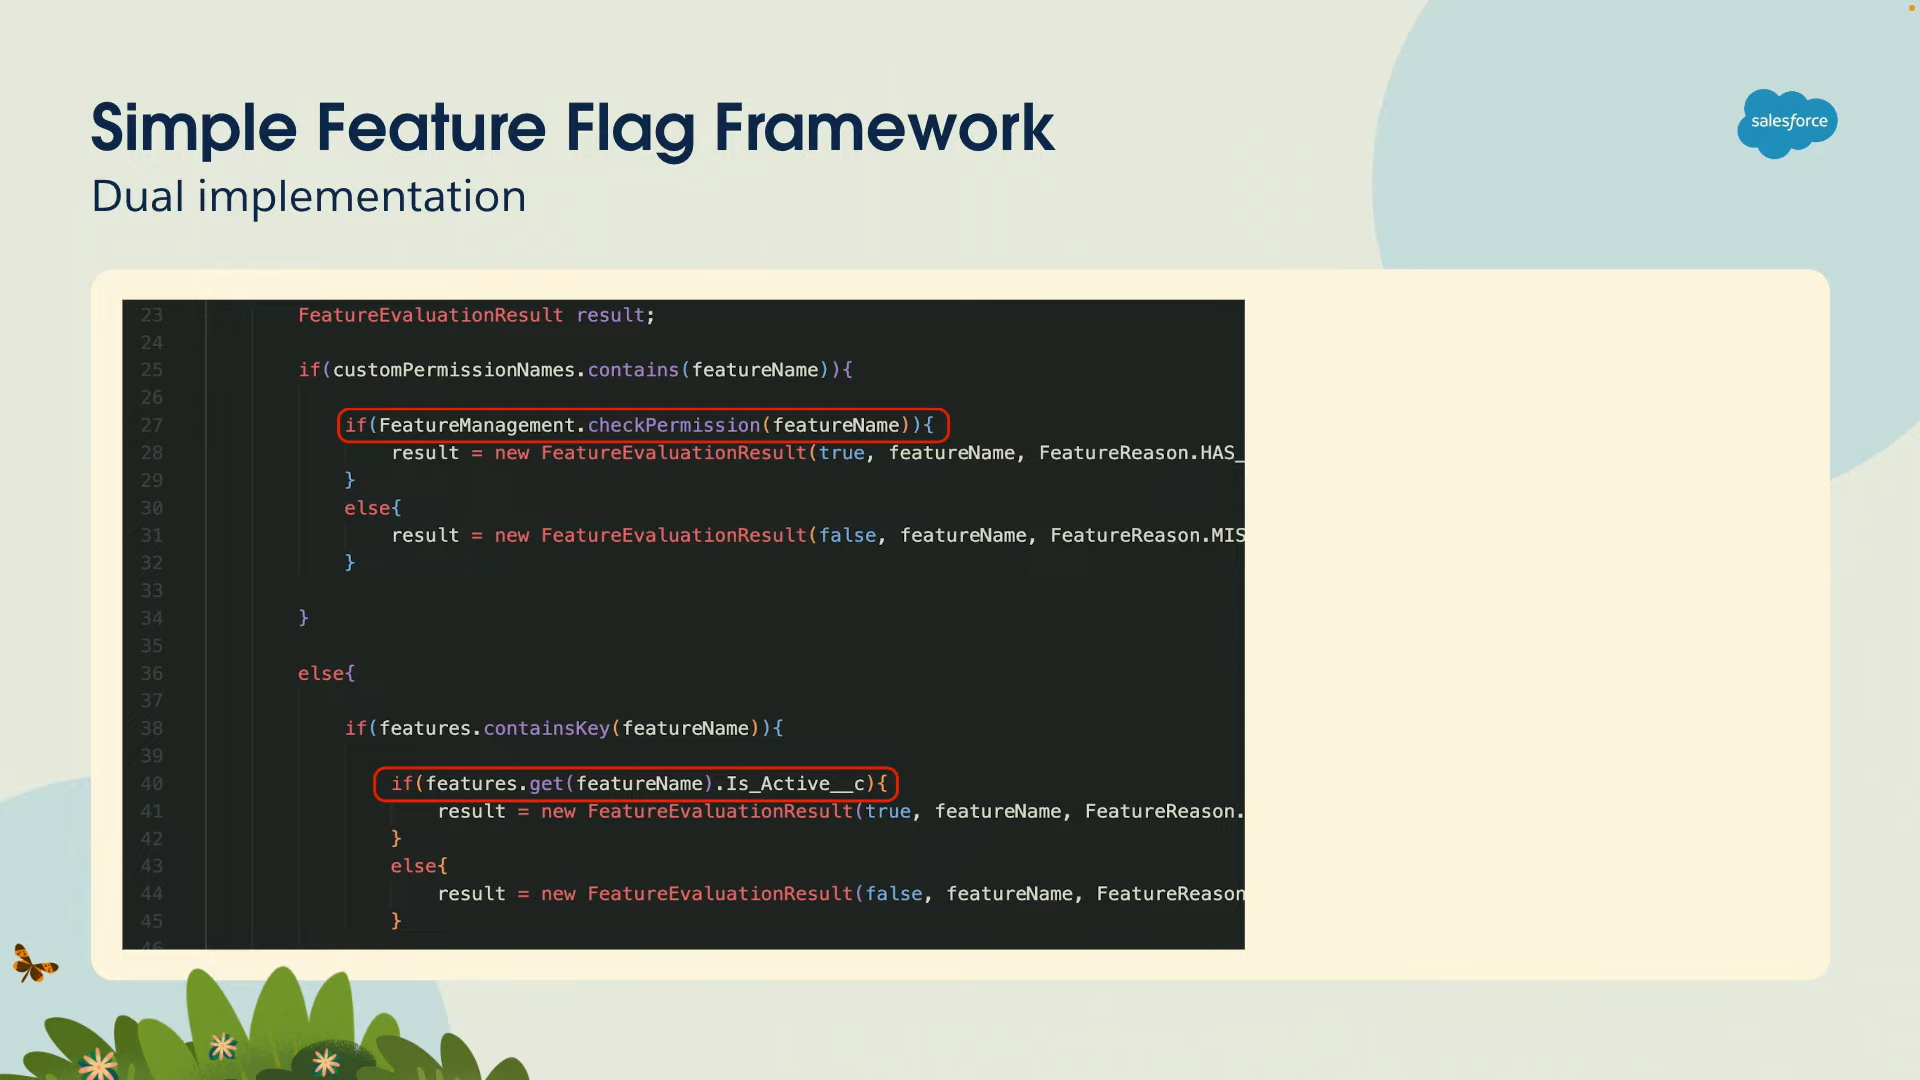 Simple Feature Flag Framework
salesforce
Dual implementation
23 FeatureEvaluationResult result;
24
25 if(customPermissionNames.contains(featureName)){
26
27 if(FeatureManagement.checkPermission(featureName)){
28 result = new FeatureEvaluationResult(true, featureName, FeatureReason.HAS_
29 }
30 else{
31 result = new FeatureEvaluationResult(false, featureName, FeatureReason.MIS
32 }
33
34 }
35
36 else{
37
38 if(features.containsKey(featureName)){
39
40 if(features.get(featureName).Is_Active__c){
41 result = new FeatureEvaluationResult(true, featureName, FeatureReason.
42 }
43 else{
44 result = new FeatureEvaluationResult(false, featureName, FeatureReason
45 }
46